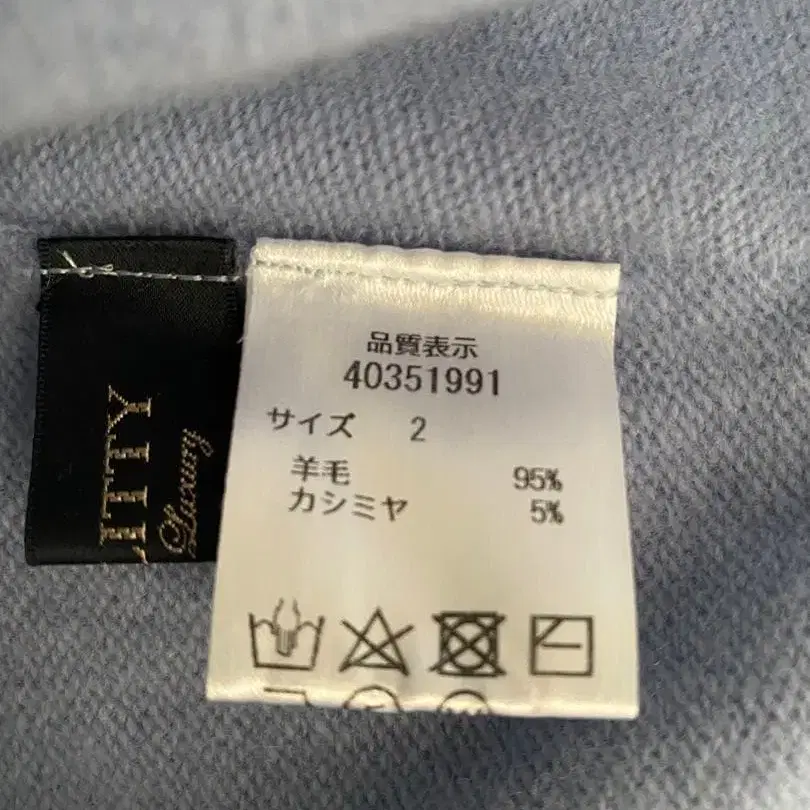 品質表示
40351991
サイズ 2
羊毛 95%
カシミヤ 5%
ITTY
Luxury